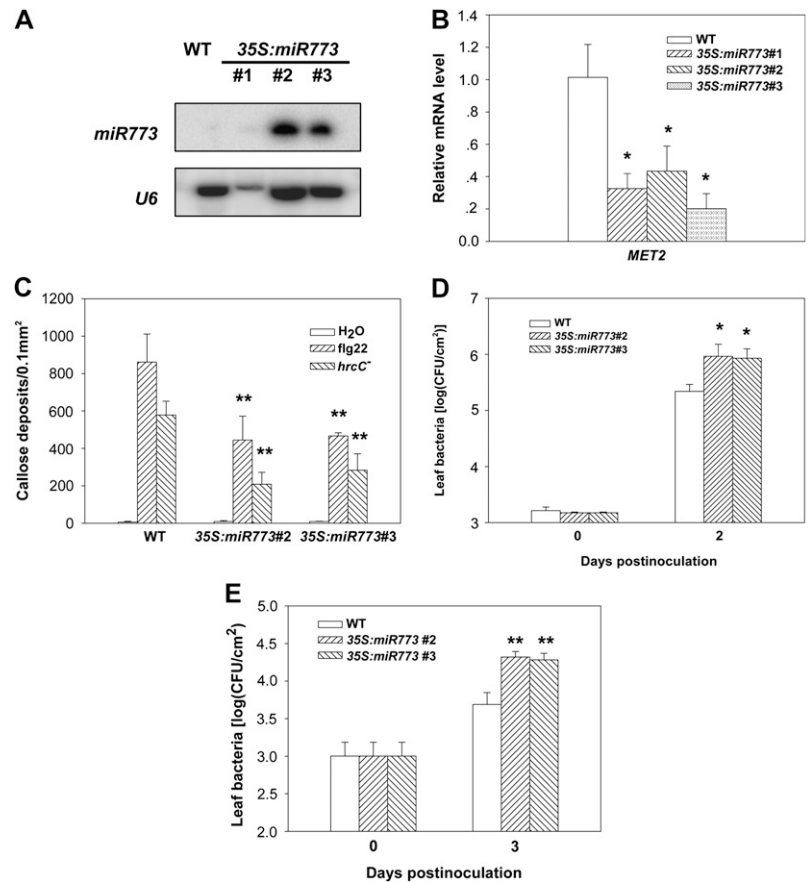 A
WT 35S:miR773
#1 #2 #3
miR773
U6
B
Relative mRNA level
1.4
1.2
1.0
.8
.6
.4
.2
0.0
WT
35S:miR773#1
35S:miR773#2
35S:miR773#3
*
*
*
MET2
C
Callose deposits/0.1mm²
1200
1000
800
600
400
200
0
H₂O
flg22
hrcC⁻
**
**
**
**
WT 35S:miR773#2 35S:miR773#3
D
Leaf bacteria [log(CFU/cm²)]
7
6
5
4
3
WT
35S:miR773#2
35S:miR773#3
* *
0 2
Days postinoculation
E
Leaf bacteria [log(CFU/cm²)
5.0
4.5
4.0
3.5
3.0
2.5
2.0
WT
35S:miR773 #2
35S:miR773 #3
** **
0 3
Days postinoculation